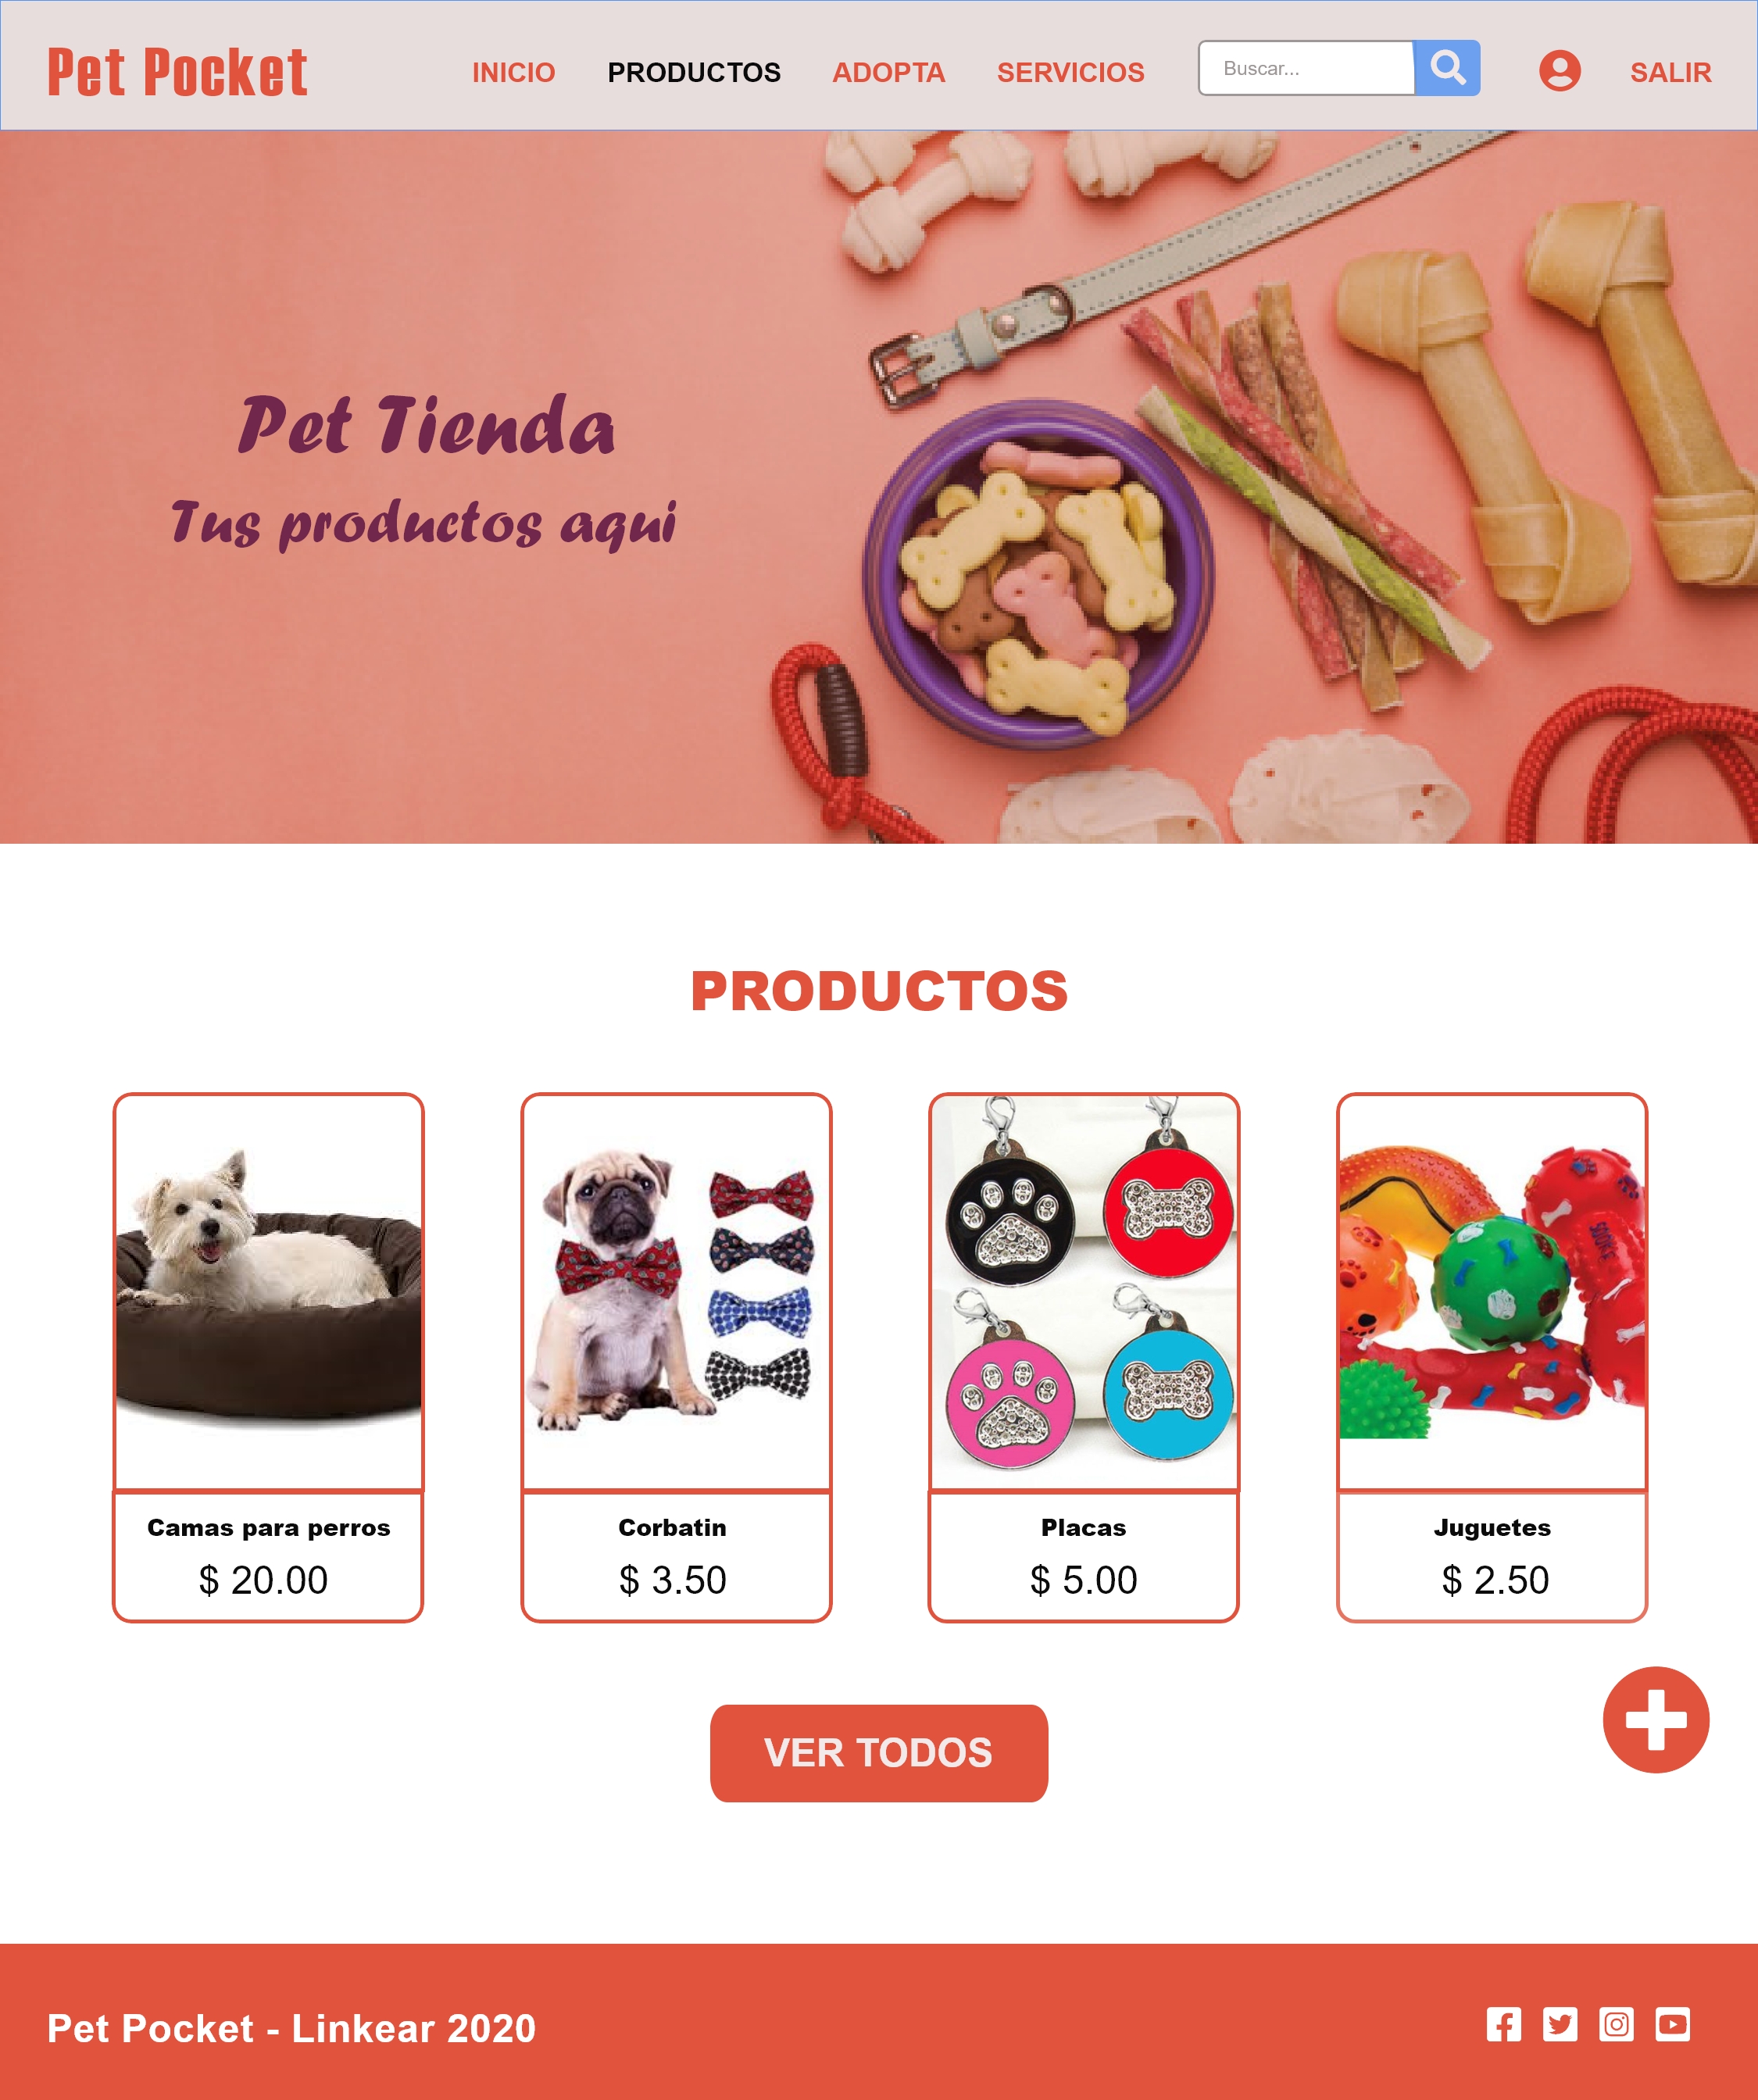 Pet Pocket
INICIO
PRODUCTOS
ADOPTA
SERVICIOS
Buscar...
SALIR
Pet Tienda
Tus productos aqui
PRODUCTOS
Camas para perros
$ 20.00
Corbatin
$ 3.50
Placas
$ 5.00
Juguetes
$ 2.50
VER TODOS
Pet Pocket - Linkear 2020